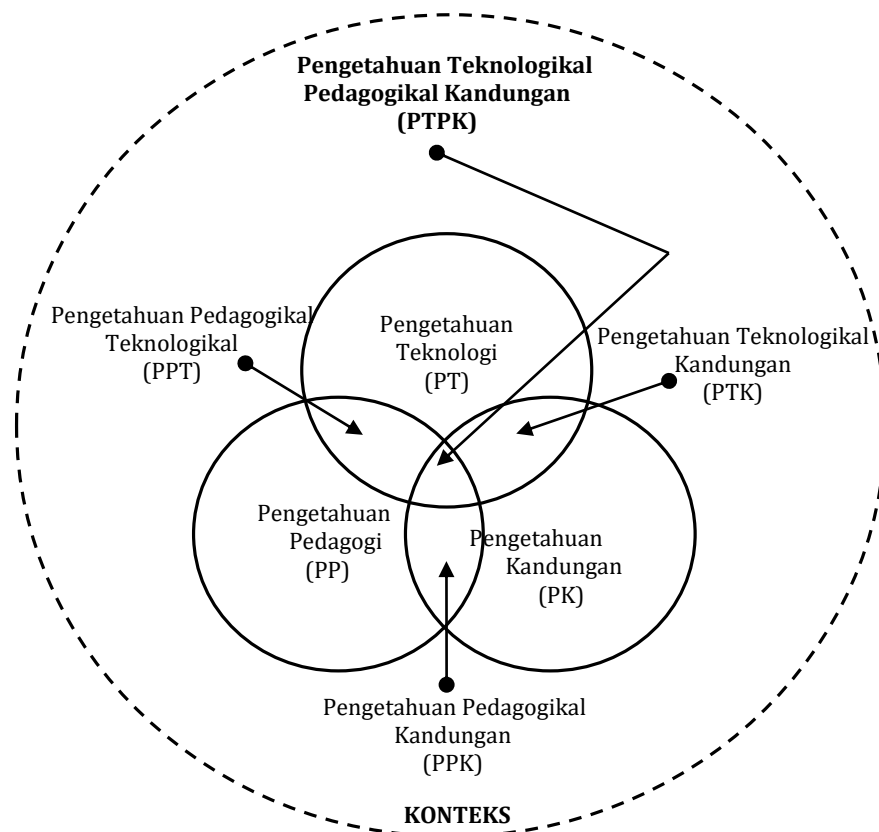 Pengetahuan Teknologikal
Pedagogikal Kandungan
(PTPK)
Pengetahuan Pedagogikal
Teknologikal
(PPT)
Pengetahuan
Teknologi
(PT)
Pengetahuan Teknologikal
Kandungan
(PTK)
Pengetahuan
Pedagogi
(PP)
Pengetahuan
Kandungan
(PK)
Pengetahuan Pedagogikal
Kandungan
(PPK)
KONTEKS